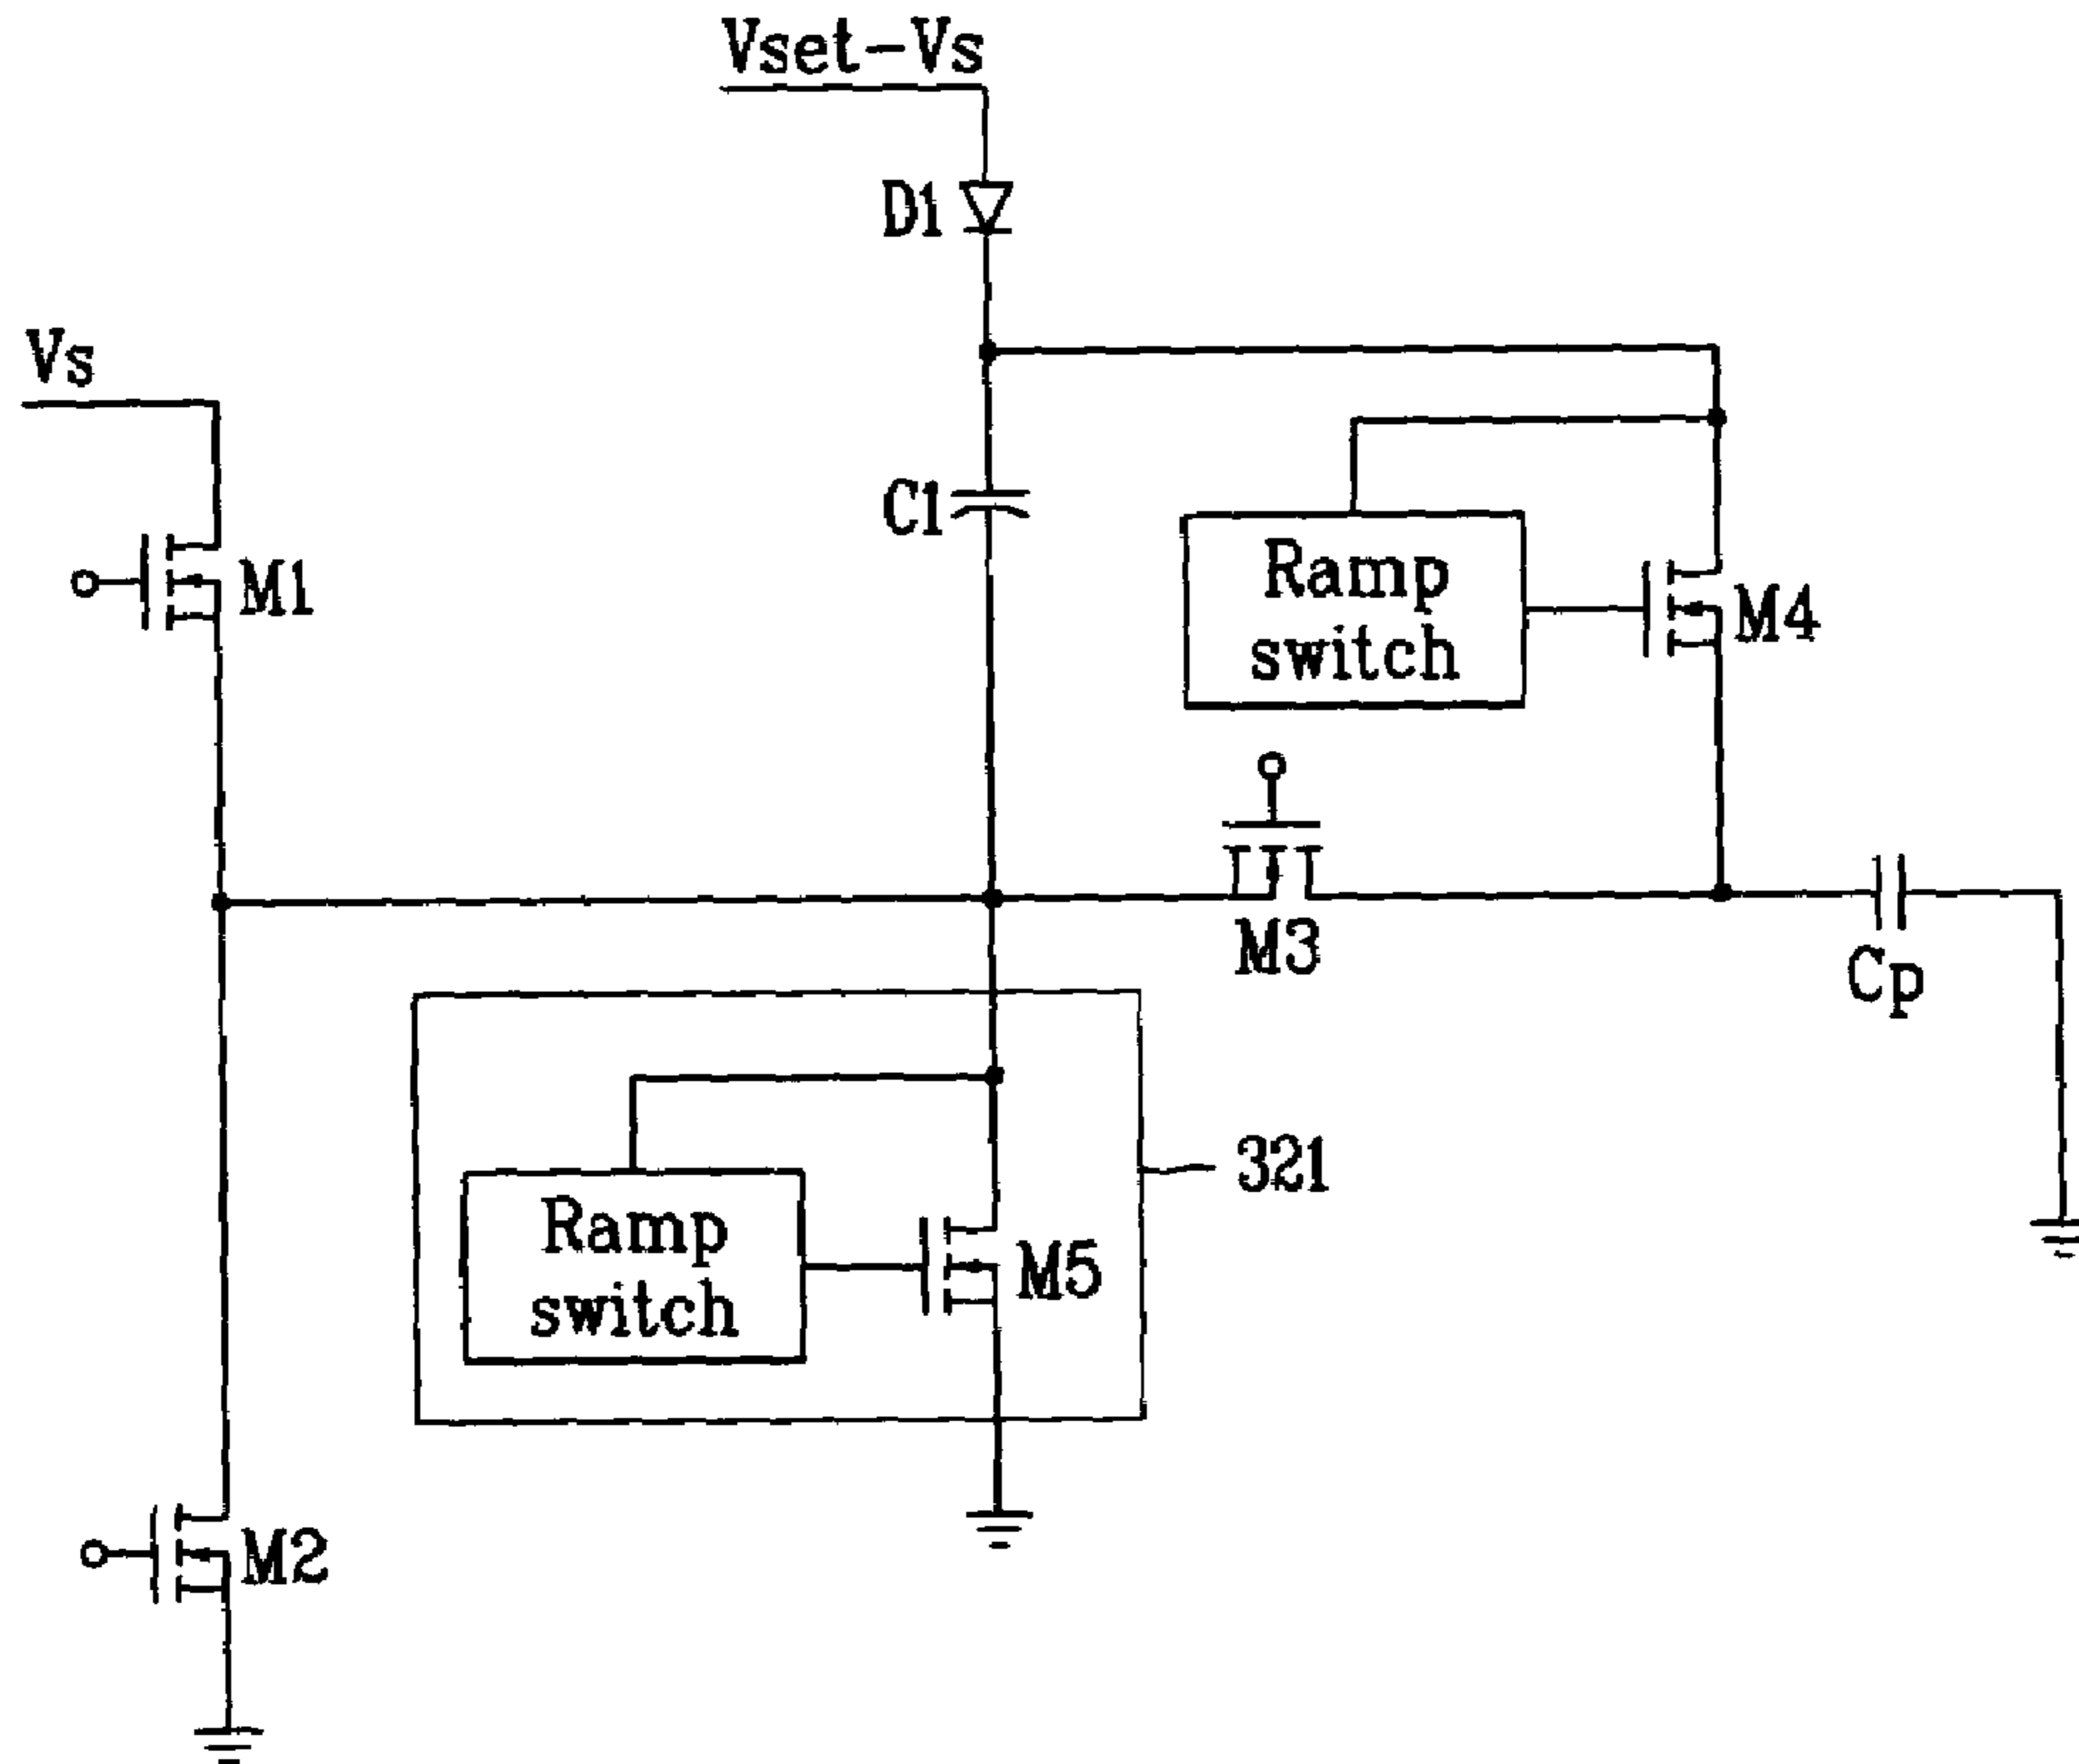 Vset-Vs
D1
Vs
C1
Ramp
switch
M1
M4
M3
Cp
321
Ramp
switch
M5
M2